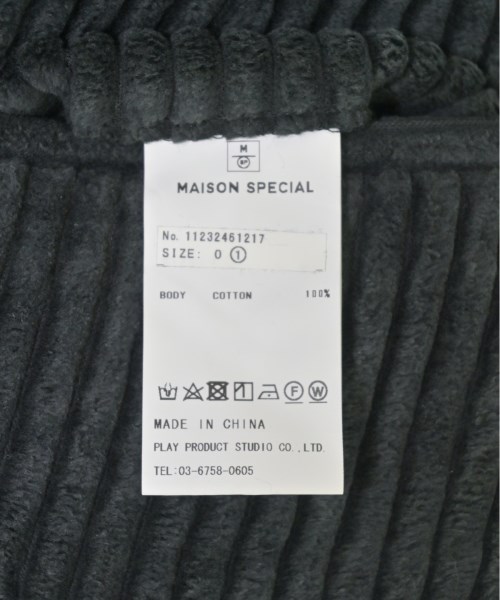 M
SP
MAISON SPECIAL
No. 11232461217
SIZE: 0 ①
BODY COTTON 100%
F W
MADE IN CHINA
PLAY PRODUCT STUDIO CO.,LTD.
TEL:03-6758-0605